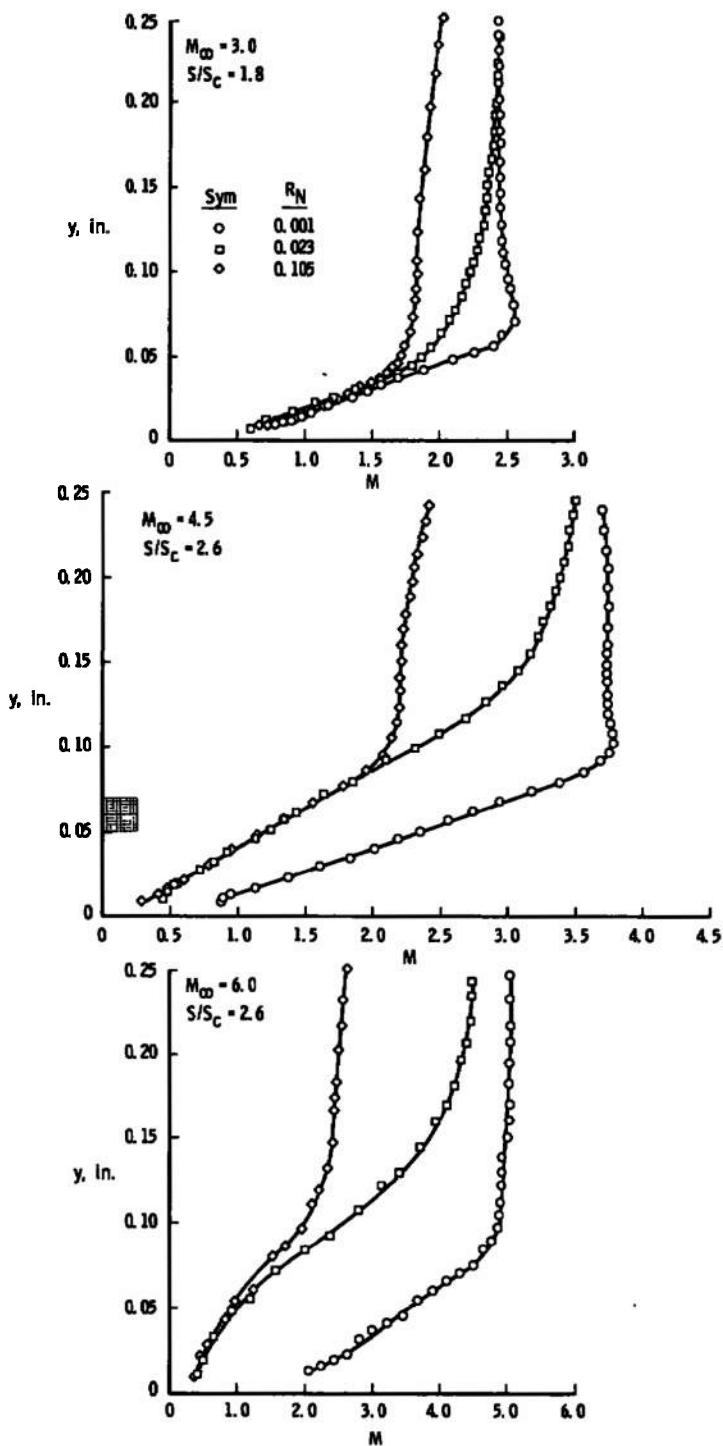 0.25
M∞ = 3.0
S/SC = 1.8
0.20
0.15
Sym RN
○ 0.001
□ 0.023
◇ 0.105
y, in.
0.10
0.05
0
0 0.5 1.0 1.5 2.0 2.5 3.0
M
0.25
M∞ = 4.5
S/SC = 2.6
0.20
0.15
y, in.
0.10
0.05
0
0 0.5 1.0 1.5 2.0 2.5 3.0 3.5 4.0 4.5
M
0.25
M∞ = 6.0
S/SC = 2.6
0.20
0.15
y, in.
0.10
0.05
0
0 1.0 2.0 3.0 4.0 5.0 6.0
M